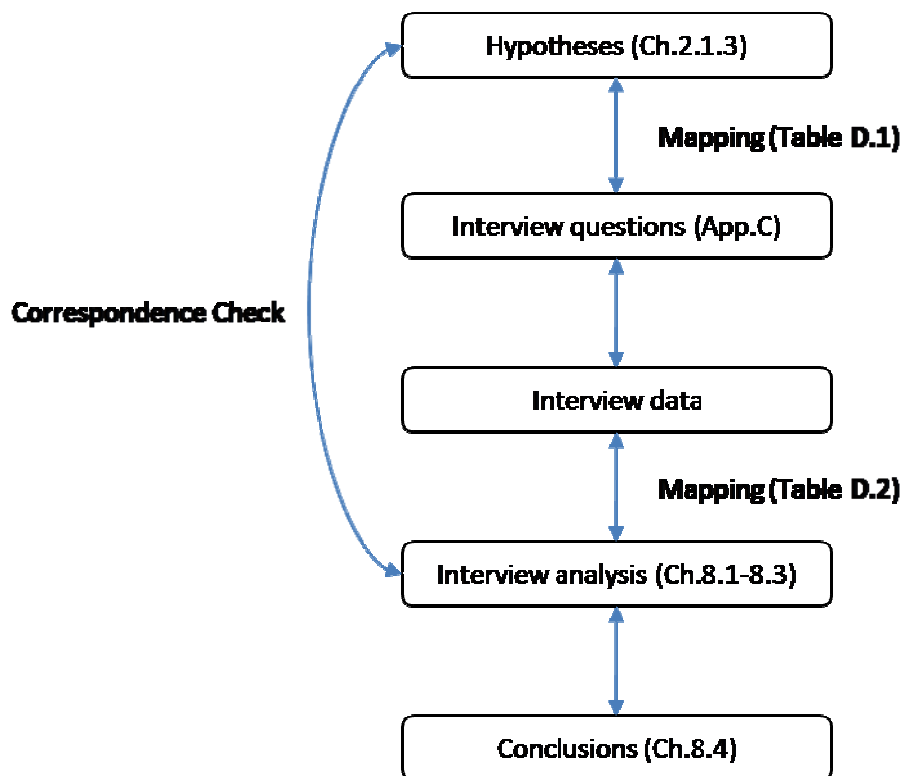 Hypotheses (Ch.2.1.3)
Mapping (Table D.1)
Interview questions (App.C)
Correspondence Check
Interview data
Mapping (Table D.2)
Interview analysis (Ch.8.1-8.3)
Conclusions (Ch.8.4)